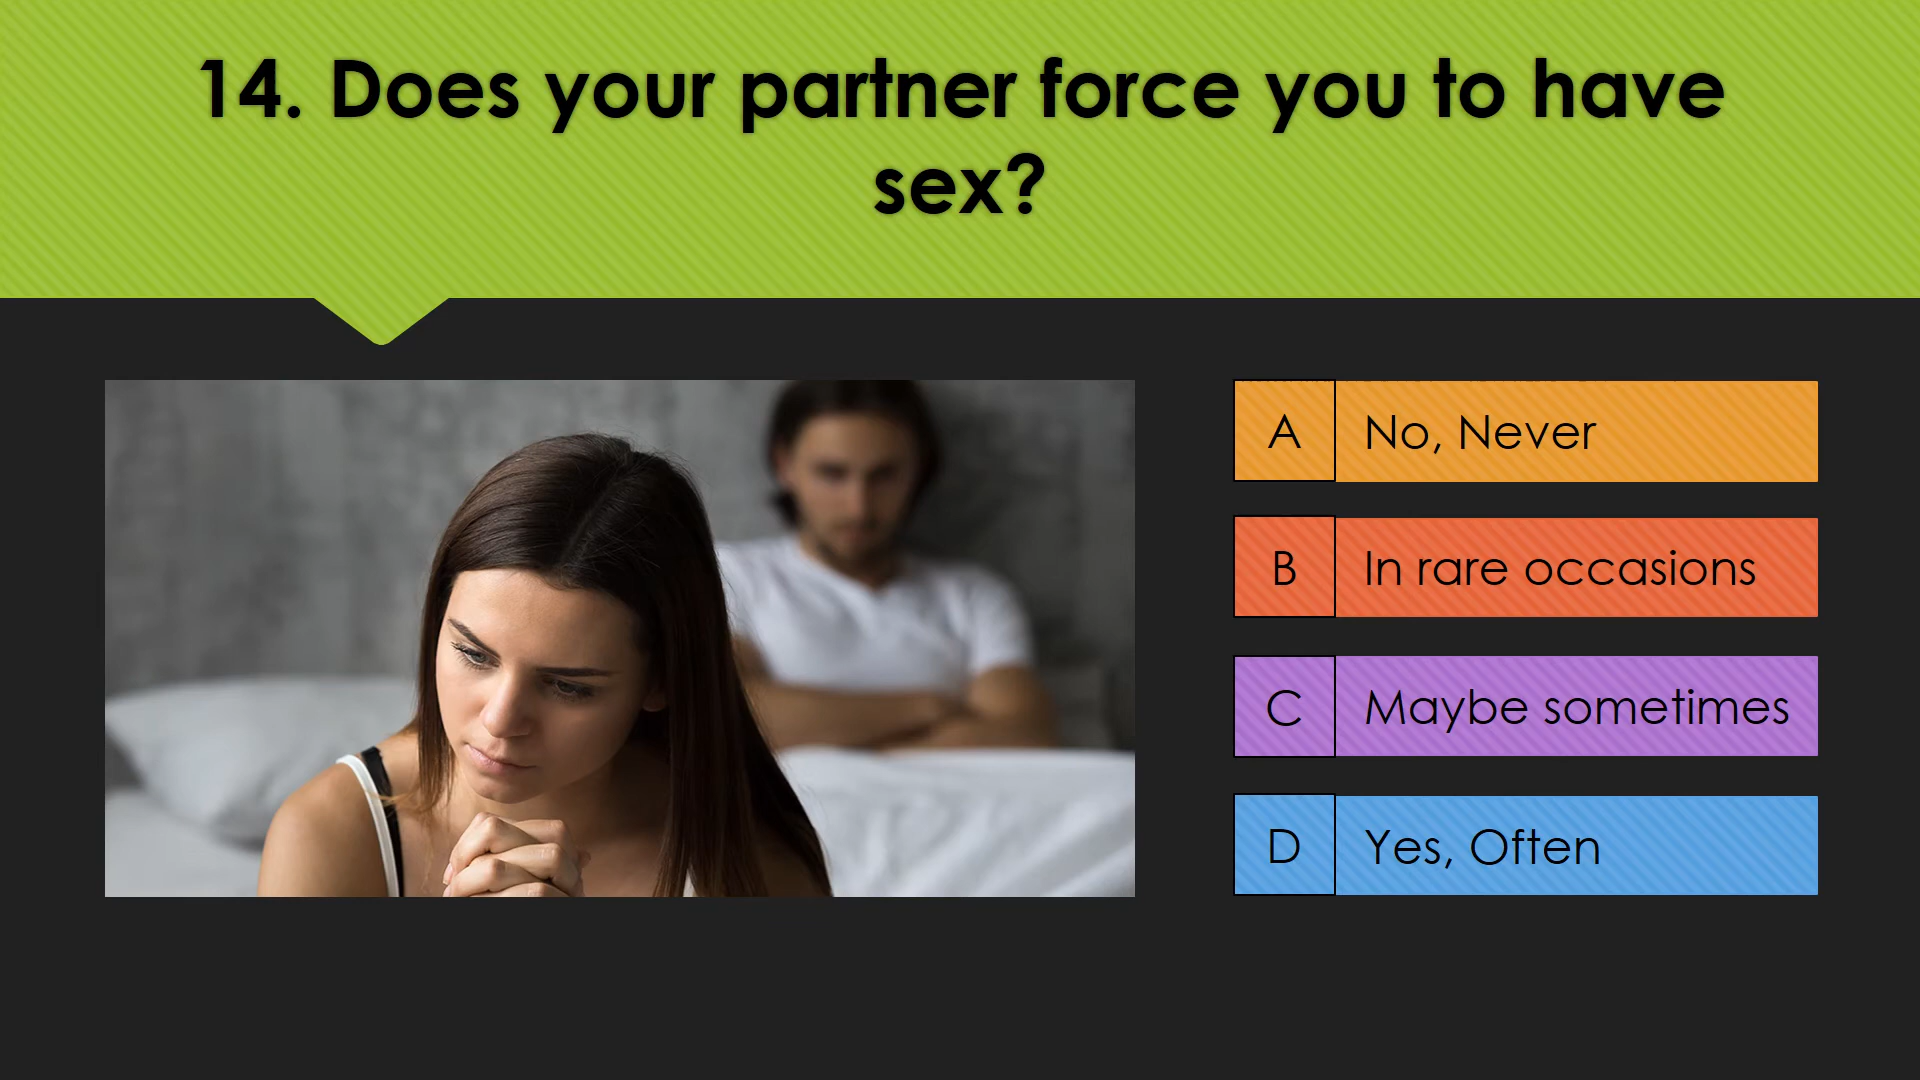 14. Does your partner force you to have
sex?
A No, Never
B In rare occasions
C Maybe sometimes
D Yes, Often